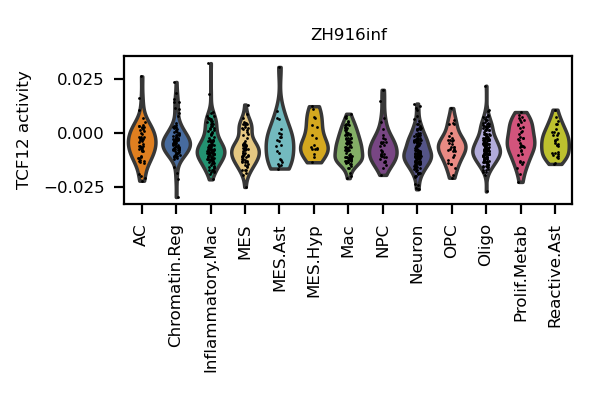 ZH916inf
TCF12 activity
0.025
0.000
−0.025
AC
Chromatin.Reg
Inflammatory.Mac
MES
MES.Ast
MES.Hyp
Mac
NPC
Neuron
OPC
Oligo
Prolif.Metab
Reactive.Ast